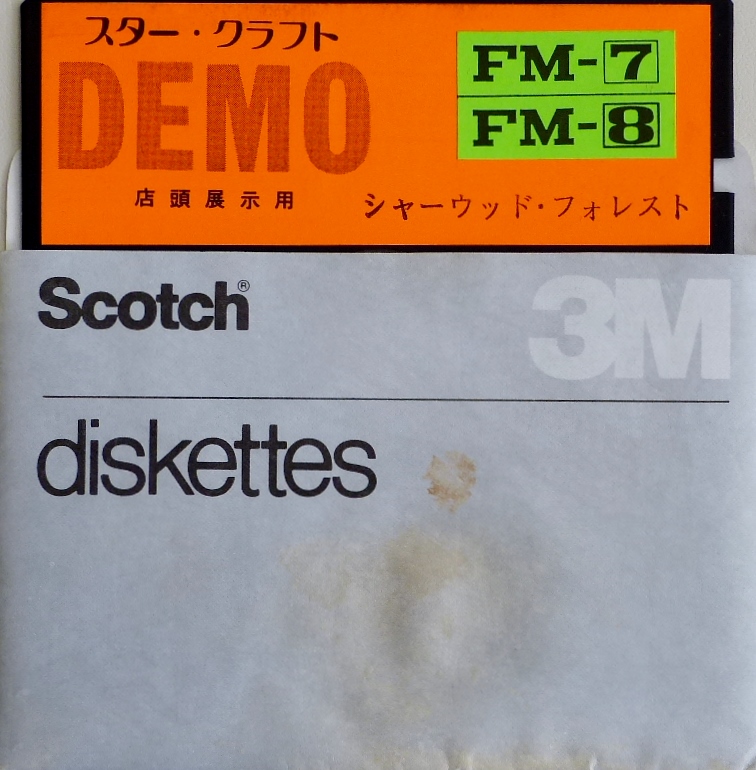 スター・クラフト
DEMO
店頭展示用
FM-7
FM-8
シャーウッド・フォレスト
Scotch®
3M
diskettes